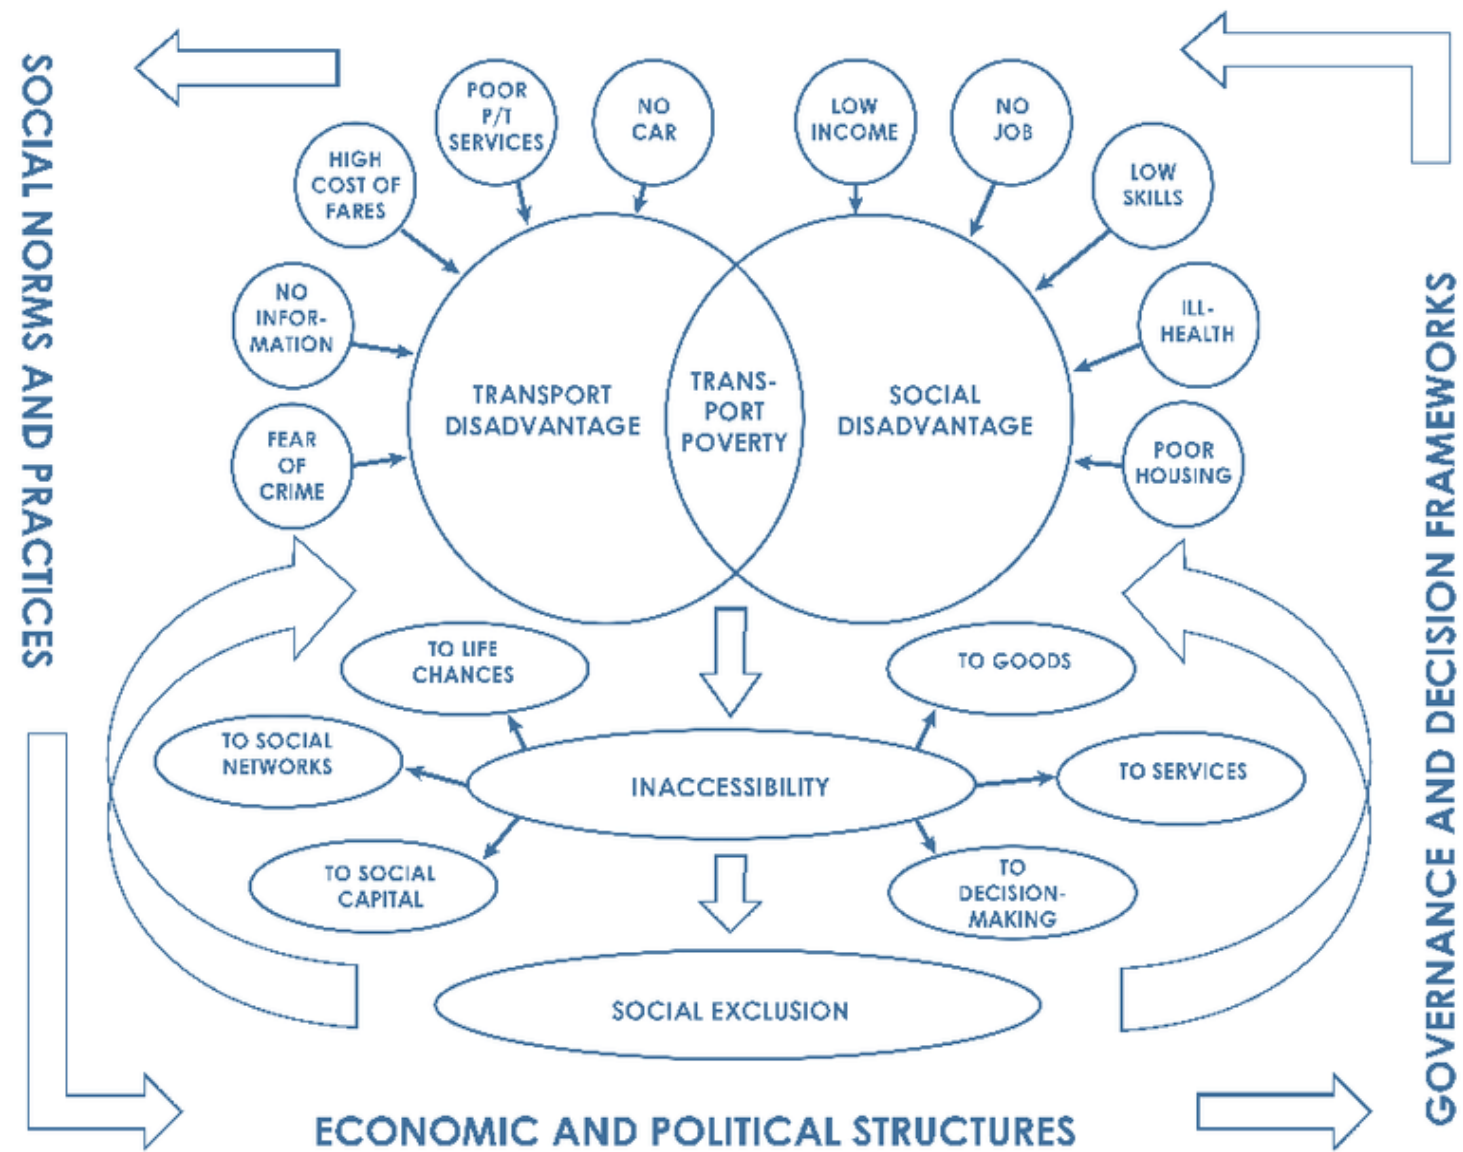 SOCIAL NORMS AND PRACTICES
POOR
P/T
SERVICES
NO
CAR
LOW
INCOME
NO
JOB
HIGH
COST OF
FARES
LOW
SKILLS
NO
INFOR-
MATION
ILL-
HEALTH
FEAR
OF
CRIME
POOR
HOUSING
TRANSPORT
DISADVANTAGE
TRANS-
PORT
POVERTY
SOCIAL
DISADVANTAGE
GOVERNANCE AND DECISION FRAMEWORKS
TO LIFE
CHANCES
TO GOODS
TO SOCIAL
NETWORKS
INACCESSIBILITY
TO SERVICES
TO SOCIAL
CAPITAL
TO
DECISION-
MAKING
SOCIAL EXCLUSION
ECONOMIC AND POLITICAL STRUCTURES